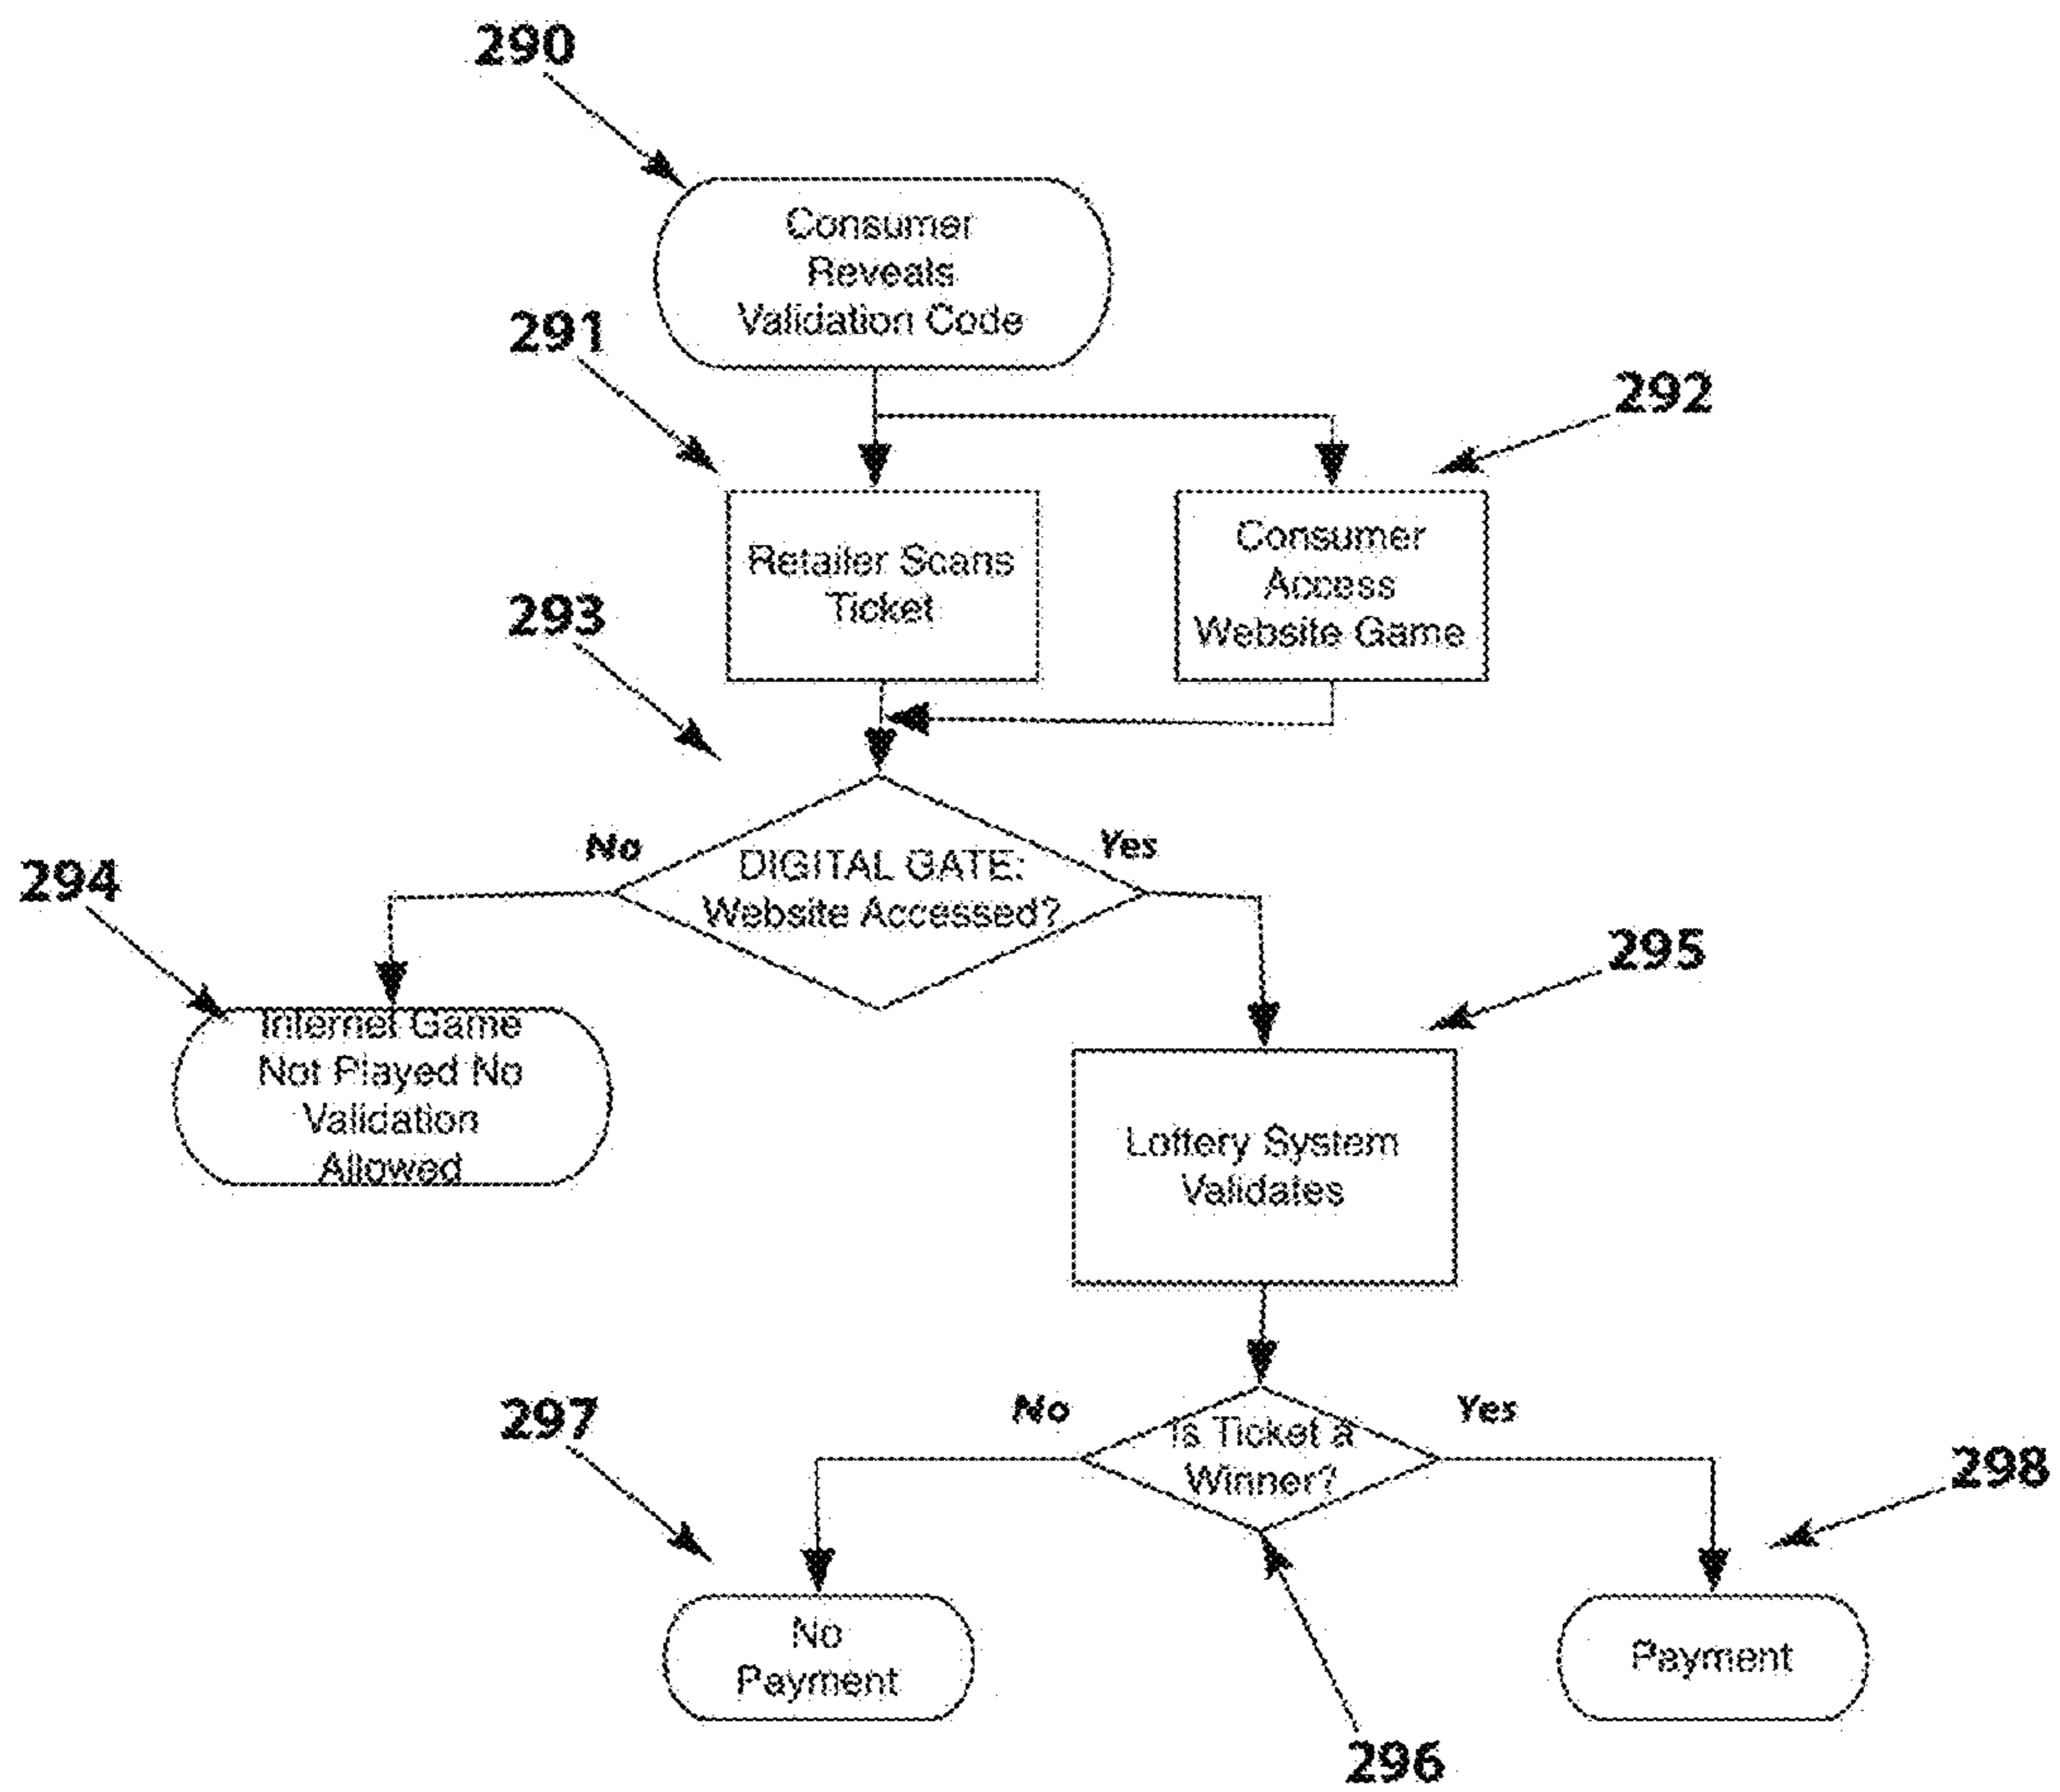 290
Consumer
Reveals
Validation Code
291
292
Retailer Scans
Ticket
Consumer
Access
Website Game
293
No
Yes
DIGITAL GATE:
Website Accessed?
294
295
Internet Game
Not Played No
Validation
Allowed
Lottery System
Validates
297
No
Yes
Is Ticket a
Winner?
298
No
Payment
Payment
296